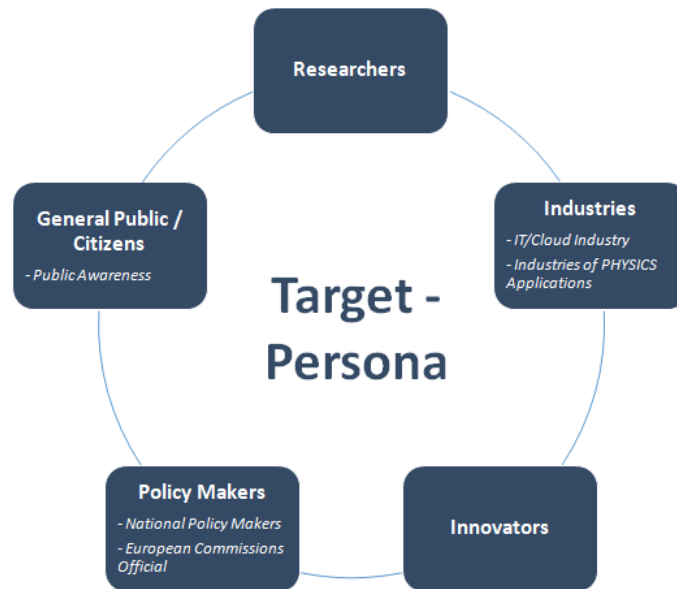 Researchers
General Public /
Citizens
- Public Awareness
Industries
- IT/Cloud Industry
- Industries of PHYSICS
Applications
Target -
Persona
Policy Makers
- National Policy Makers
- European Commissions
Official
Innovators